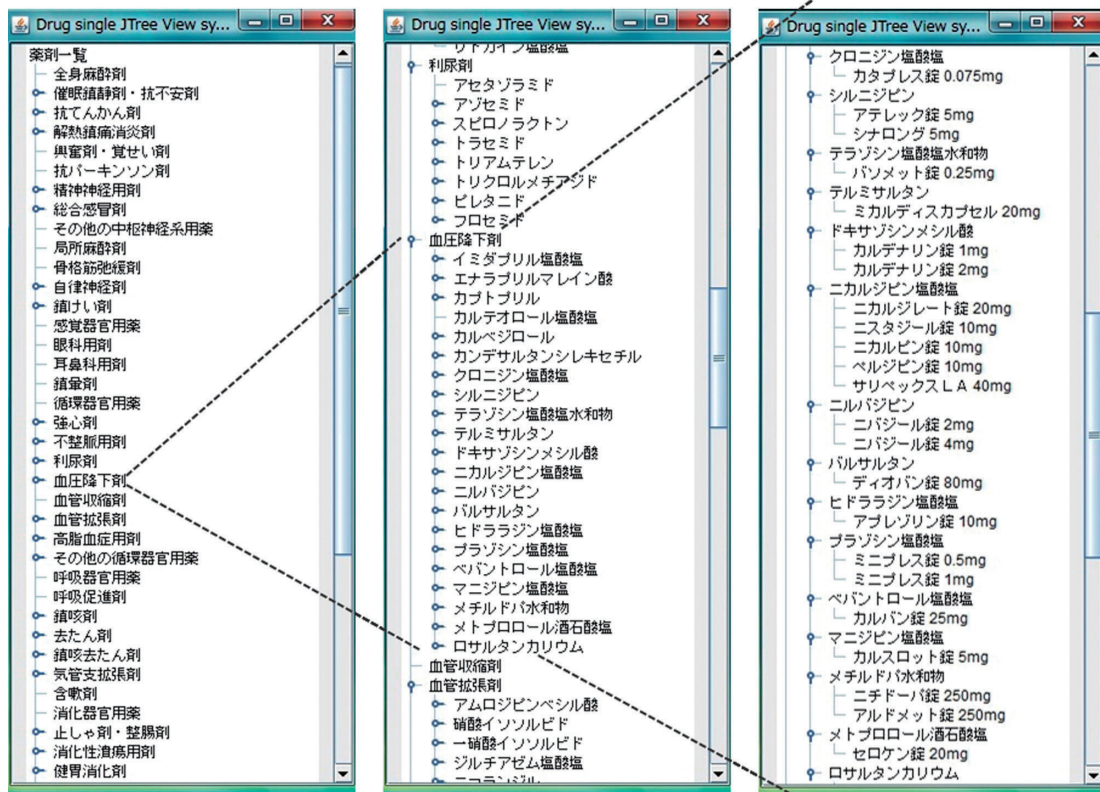 Drug single JTree View sy...
薬剤一覧
全身麻酔剤
催眠鎮静剤・抗不安剤
抗てんかん剤
解熱鎮痛消炎剤
興奮剤・覚せい剤
抗パーキンソン剤
精神神経用剤
総合感冒剤
その他の中枢神経系用薬
局所麻酔剤
骨格筋弛緩剤
自律神経剤
鎮けい剤
感覚器官用薬
眼科用剤
耳鼻科用剤
鎮暈剤
循環器官用薬
強心剤
不整脈用剤
利尿剤
血圧降下剤
血管収縮剤
血管拡張剤
高脂血症用剤
その他の循環器官用薬
呼吸器官用薬
呼吸促進剤
鎮咳剤
去たん剤
鎮咳去たん剤
気管支拡張剤
含嗽剤
消化器官用薬
止しゃ剤・整腸剤
消化性潰瘍用剤
健胃消化剤
Drug single JTree View sy...
リドカイン塩酸塩
利尿剤
アセタゾラミド
アゾセミド
スピロノラクトン
トラセミド
トリアムテレン
トリクロルメチアジド
ピレタニド
フロセミド
血圧降下剤
イミダプリル塩酸塩
エナラプリルマレイン酸
カプトプリル
カルテオロール塩酸塩
カルベジロール
カンデサルタンシレキセチル
クロニジン塩酸塩
シルニジピン
テラゾシン塩酸塩水和物
テルミサルタン
ドキサゾシンメシル酸
ニカルジピン塩酸塩
ニルバジピン
バルサルタン
ヒドララジン塩酸塩
プラゾシン塩酸塩
ベバントロール塩酸塩
マニジピン塩酸塩
メチルドパ水和物
メトプロロール酒石酸塩
ロサルタンカリウム
血管収縮剤
血管拡張剤
アムロジピンベシル酸
硝酸イソソルビド
一硝酸イソソルビド
ジルチアゼム塩酸塩
ニコランジル
Drug single JTree View sy...
クロニジン塩酸塩
カタプレス錠 0.075mg
シルニジピン
アテレック錠 5mg
シナロング 5mg
テラゾシン塩酸塩水和物
バソメット錠 0.25mg
テルミサルタン
ミカルディスカプセル 20mg
ドキサゾシンメシル酸
カルデナリン錠 1mg
カルデナリン錠 2mg
ニカルジピン塩酸塩
ニカルジレート錠 20mg
ニスタジール錠 10mg
ニカルピン錠 10mg
ペルジピン錠 10mg
サリペックスＬＡ 40mg
ニルバジピン
ニバジール錠 2mg
ニバジール錠 4mg
バルサルタン
ディオバン錠 80mg
ヒドララジン塩酸塩
アプレゾリン錠 10mg
プラゾシン塩酸塩
ミニプレス錠 0.5mg
ミニプレス錠 1mg
ベバントロール塩酸塩
カルバン錠 25mg
マニジピン塩酸塩
カルスロット錠 5mg
メチルドパ水和物
ニチドーパ錠 250mg
アルドメット錠 250mg
メトプロロール酒石酸塩
セロケン錠 20mg
ロサルタンカリウム